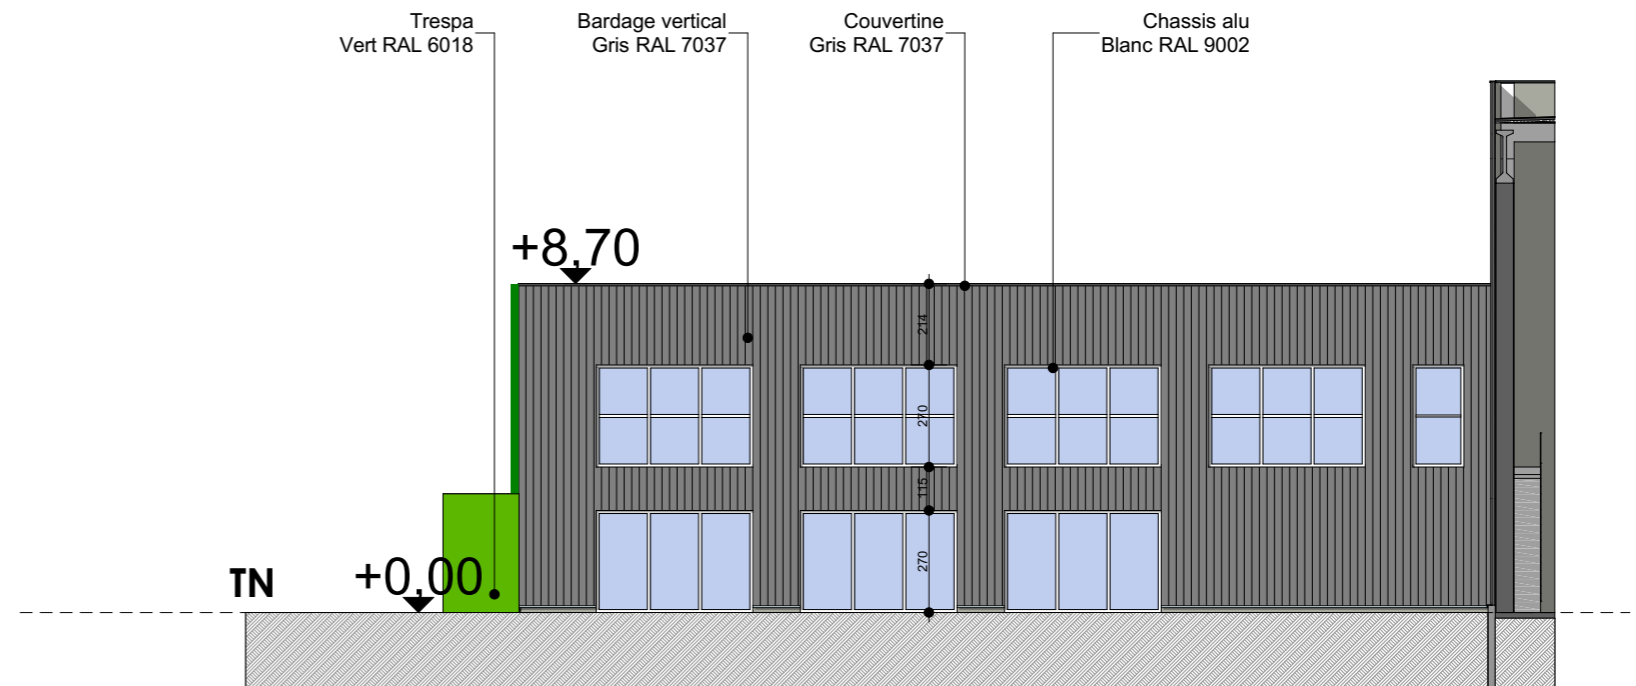 Trespa
Vert RAL 6018
Bardage vertical
Gris RAL 7037
Couvertine
Gris RAL 7037
Chassis alu
Blanc RAL 9002
+8,70
214
270
115
270
TN
+0,00